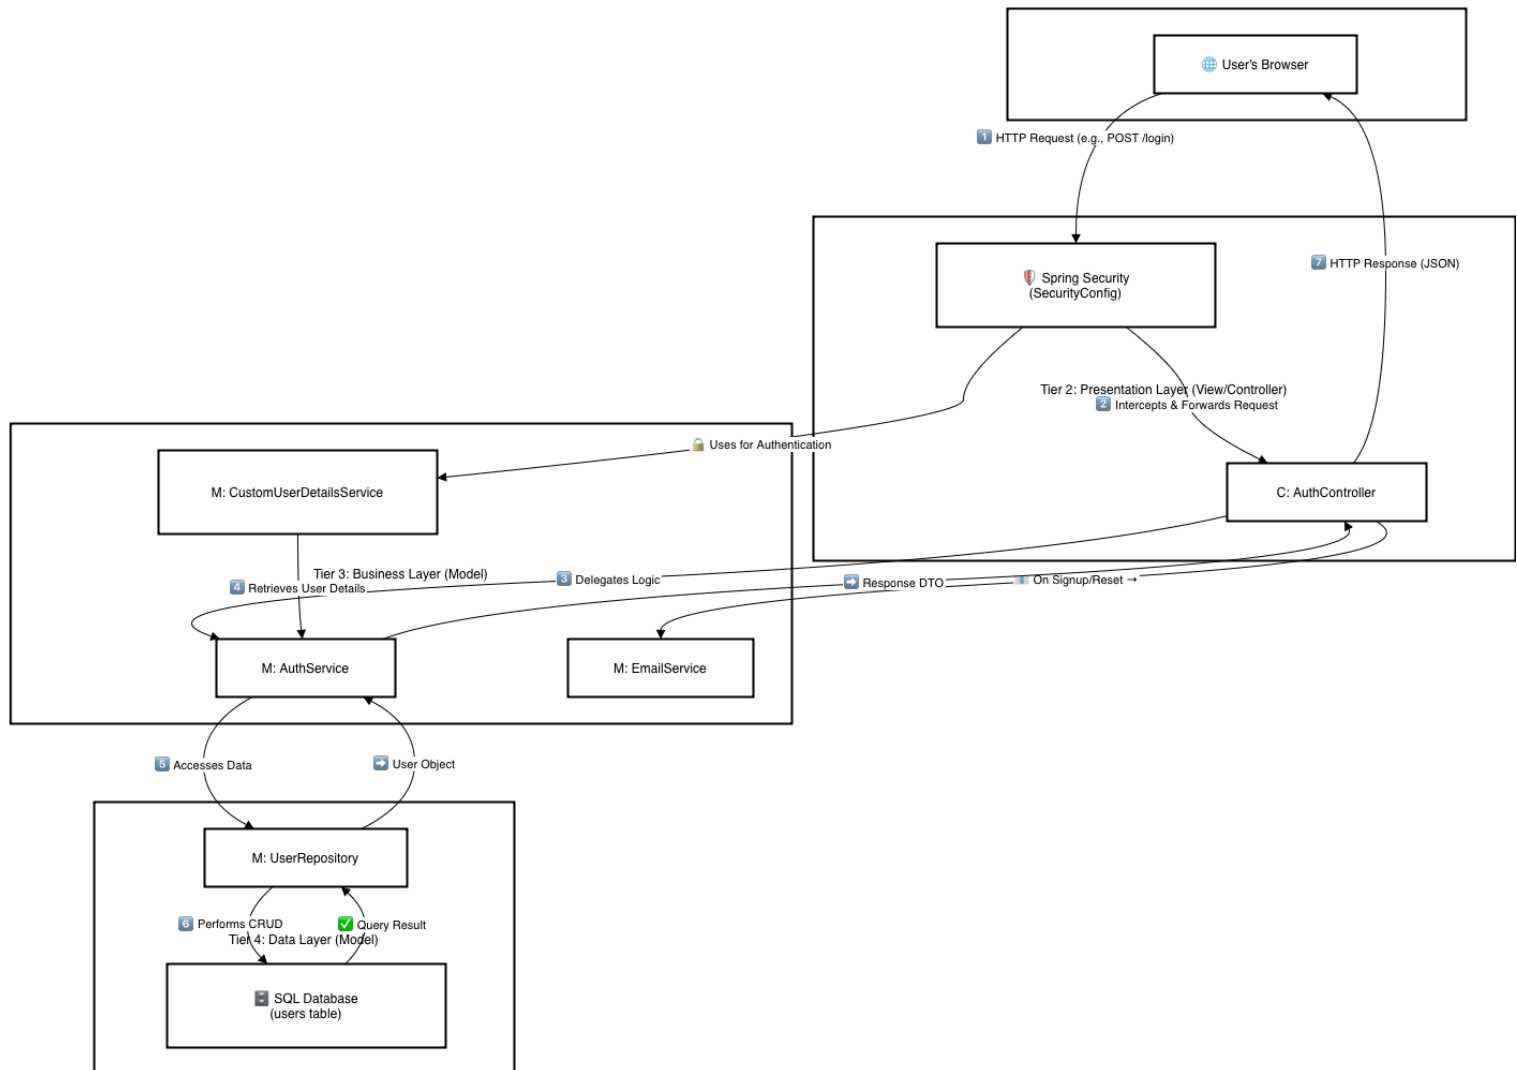 🌐 User's Browser
1️⃣ HTTP Request (e.g., POST /login)
7️⃣ HTTP Response (JSON)
🛡️ Spring Security
(SecurityConfig)
Tier 2: Presentation Layer (View/Controller)
2️⃣ Intercepts & Forwards Request
🔒 Uses for Authentication
M: CustomUserDetailsService
C: AuthController
Tier 3: Business Layer (Model)
4️⃣ Retrieves User Details
3️⃣ Delegates Logic
➡️ Response DTO
📧 On Signup/Reset →
M: AuthService
M: EmailService
5️⃣ Accesses Data
➡️ User Object
M: UserRepository
6️⃣ Performs CRUD
✅ Query Result
Tier 4: Data Layer (Model)
🗄️ SQL Database
(users table)